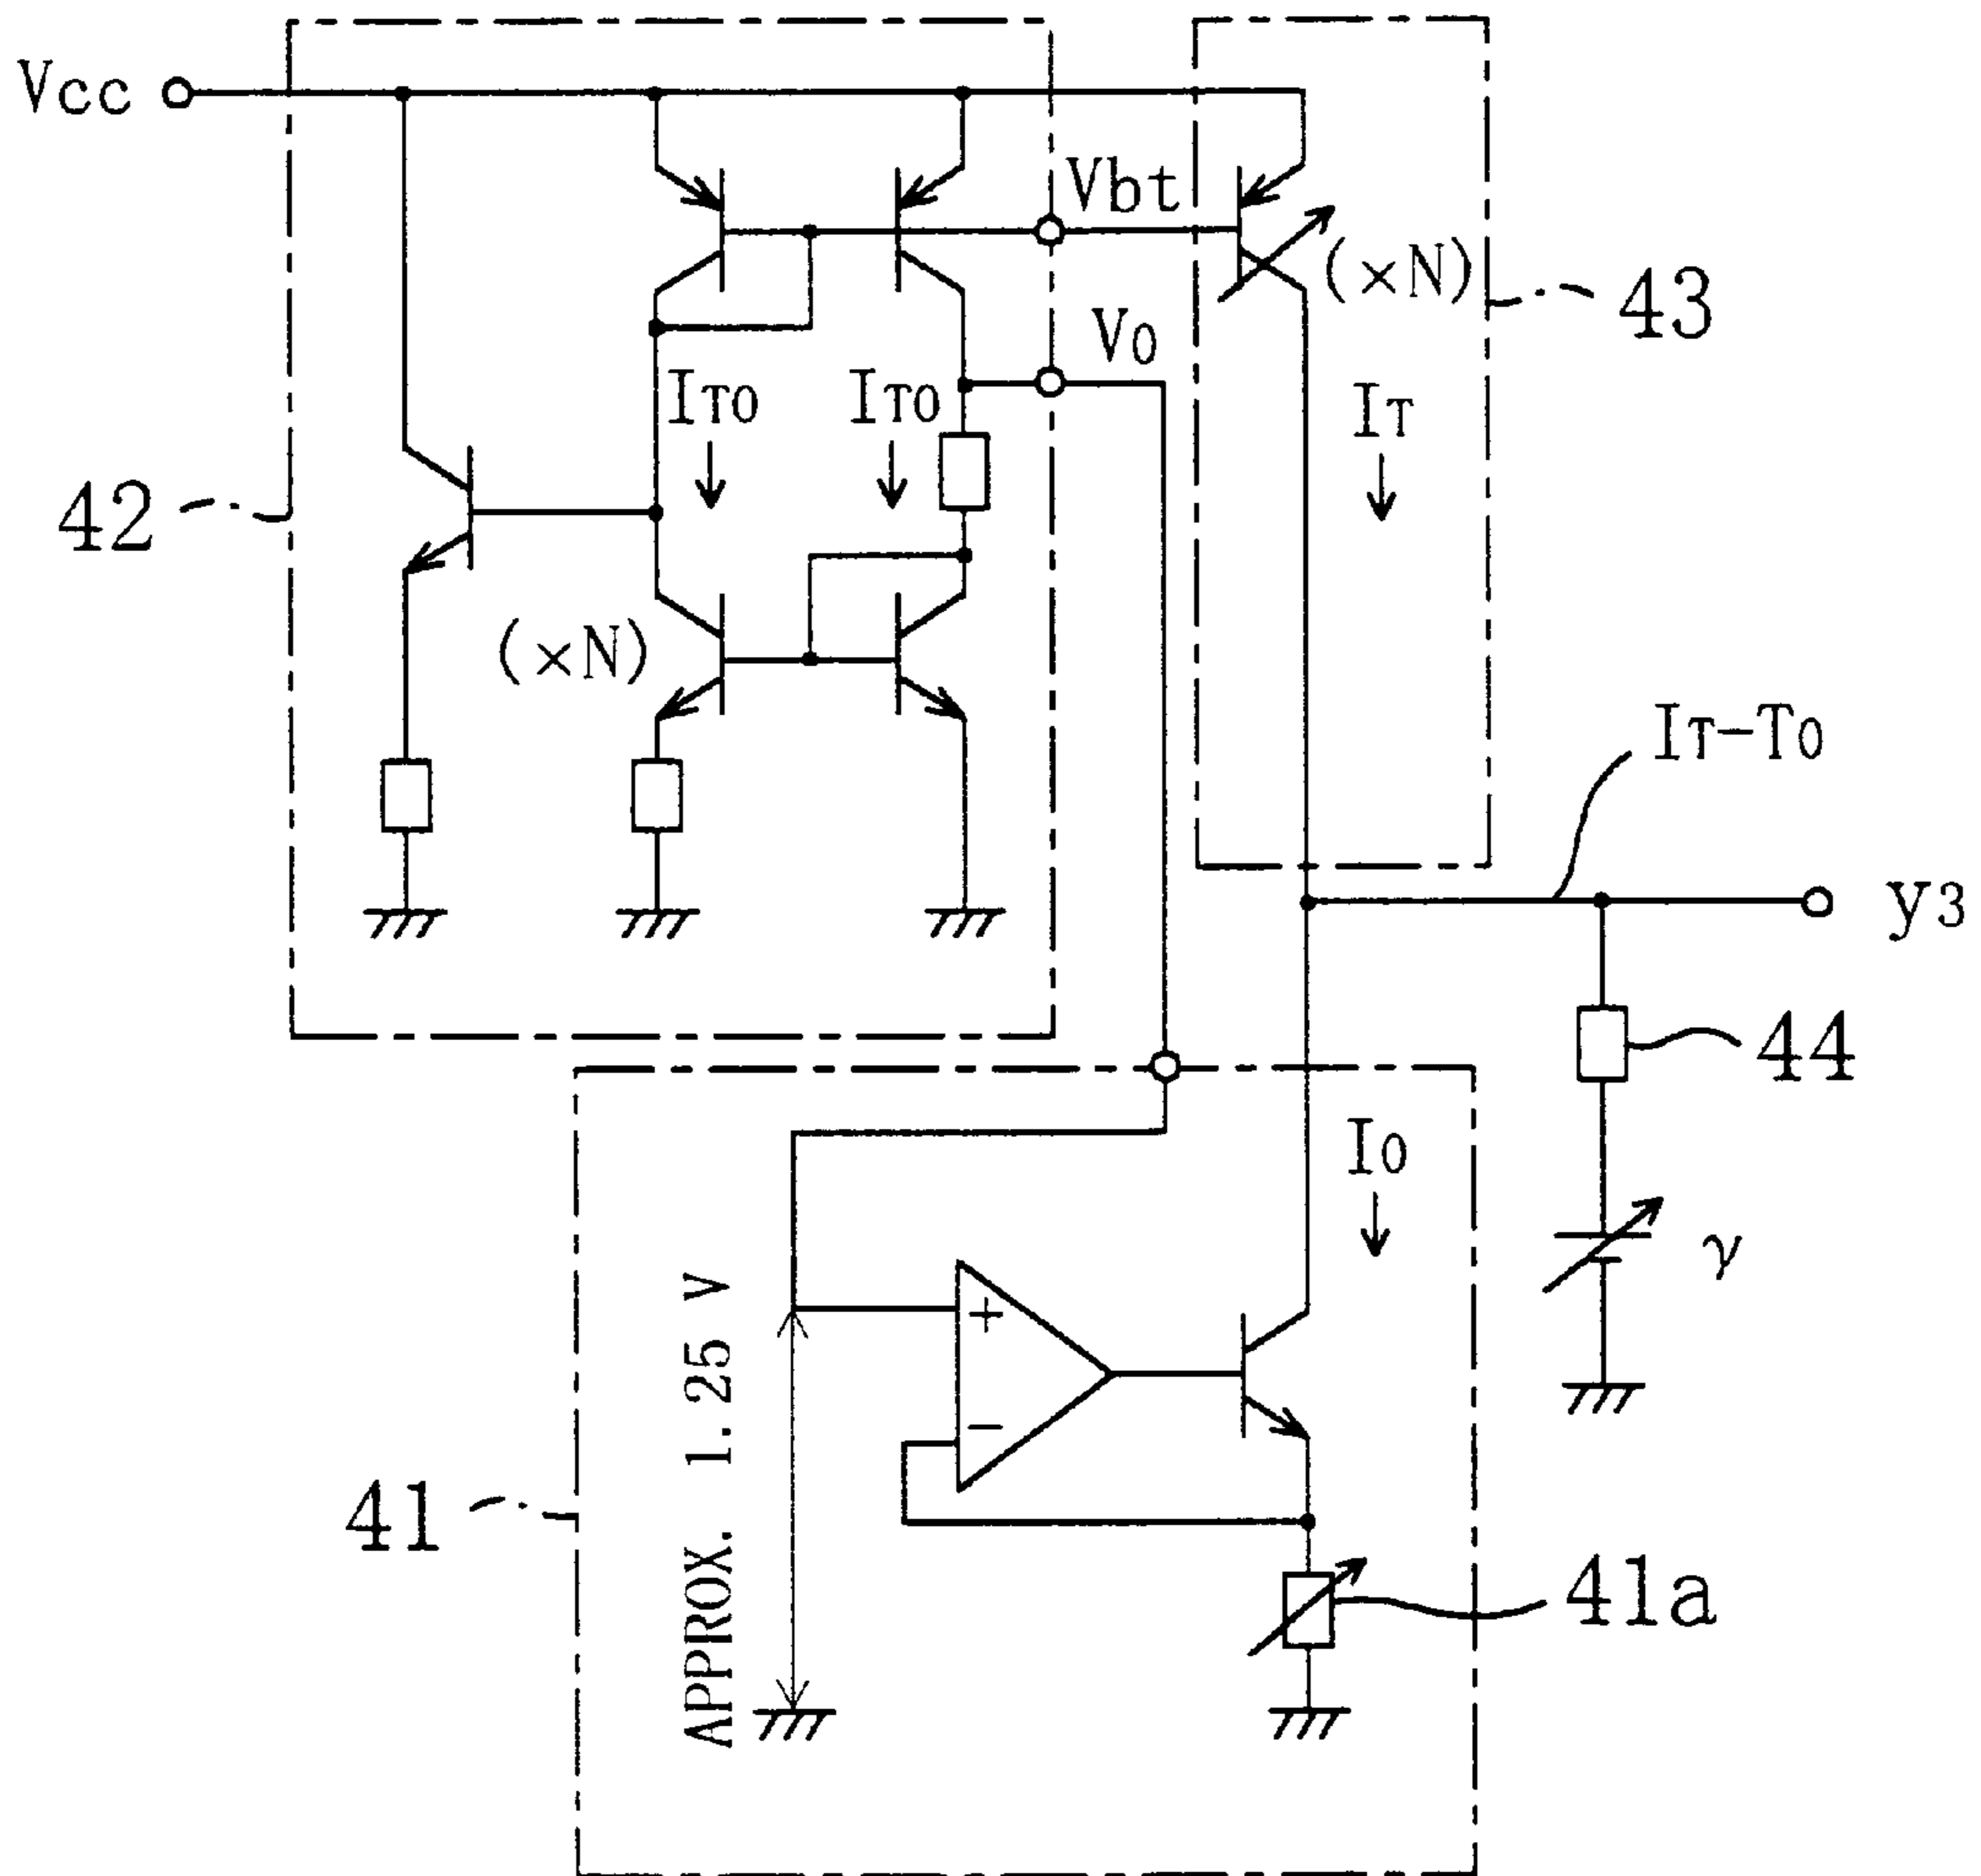 Vcc
Vbt
(×N)
43
V0
IT0
IT0
IT
42
(×N)
IT-T0
y3
44
I0
γ
+
−
APPROX. 1. 25 V
41
41a